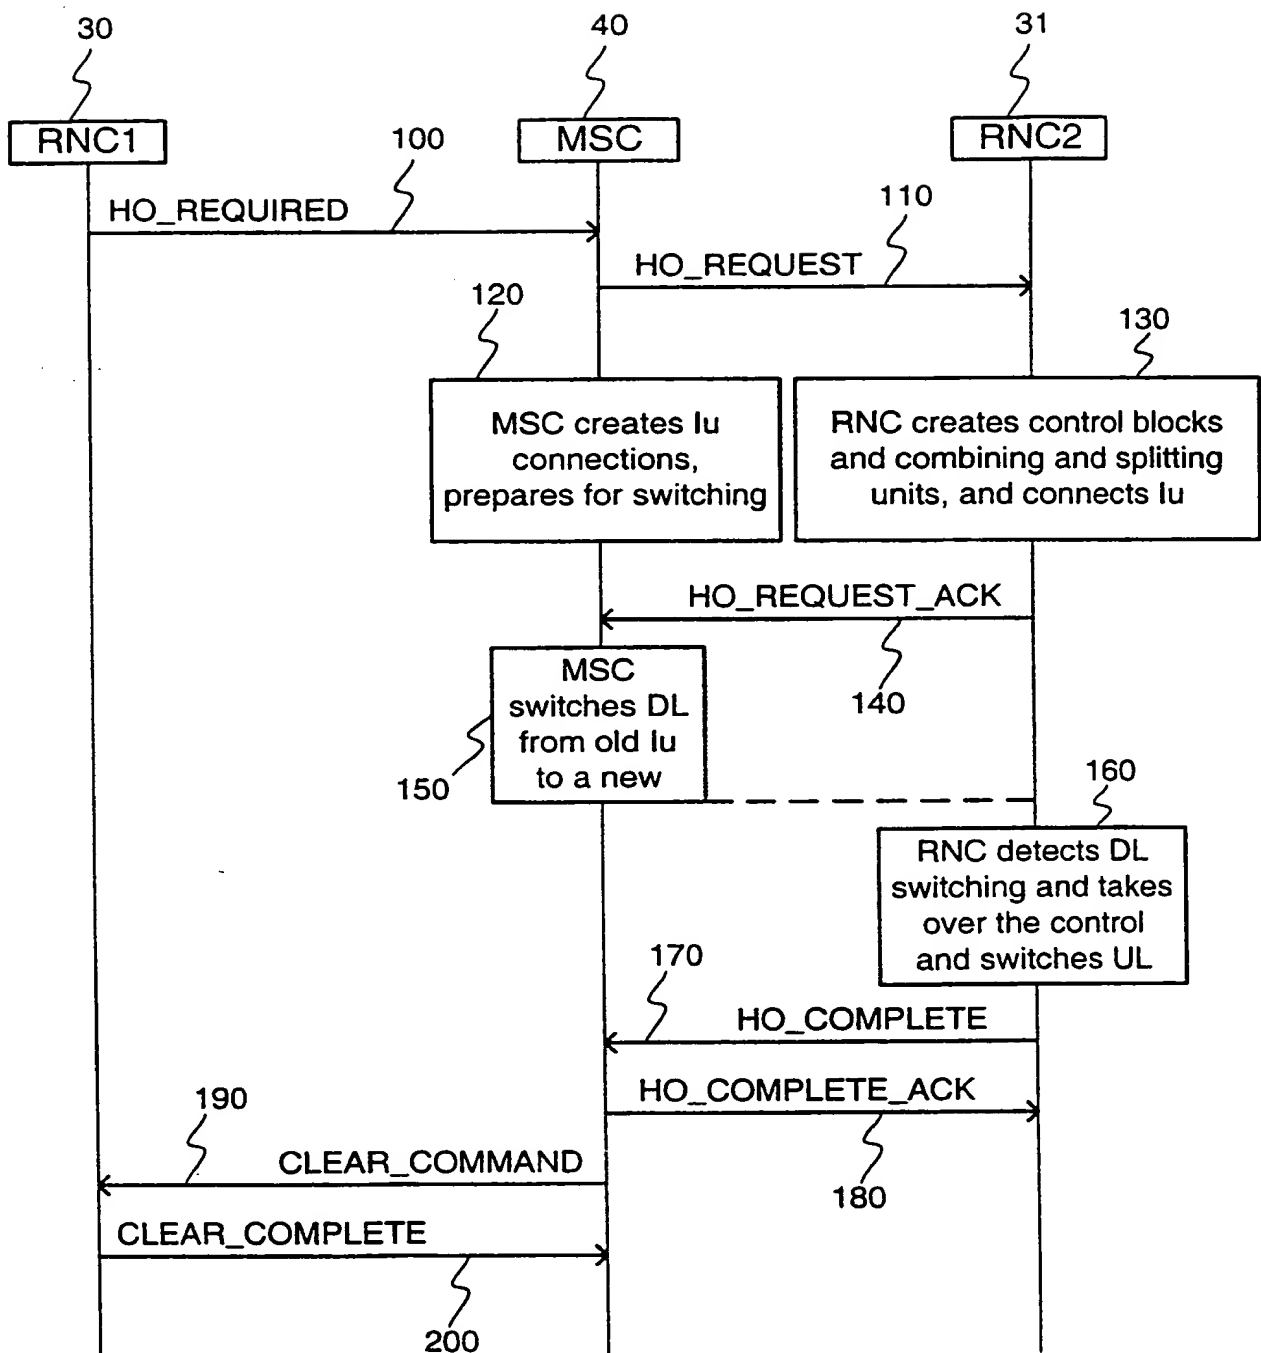 30
40
31
RNC1
MSC
RNC2
100
HO_REQUIRED
110
HO_REQUEST
120
130
MSC creates Iu
connections,
prepares for switching
RNC creates control blocks
and combining and splitting
units, and connects Iu
HO_REQUEST_ACK
140
MSC
switches DL
from old Iu
to a new
150
160
RNC detects DL
switching and takes
over the control
and switches UL
170
HO_COMPLETE
HO_COMPLETE_ACK
180
190
CLEAR_COMMAND
CLEAR_COMPLETE
200